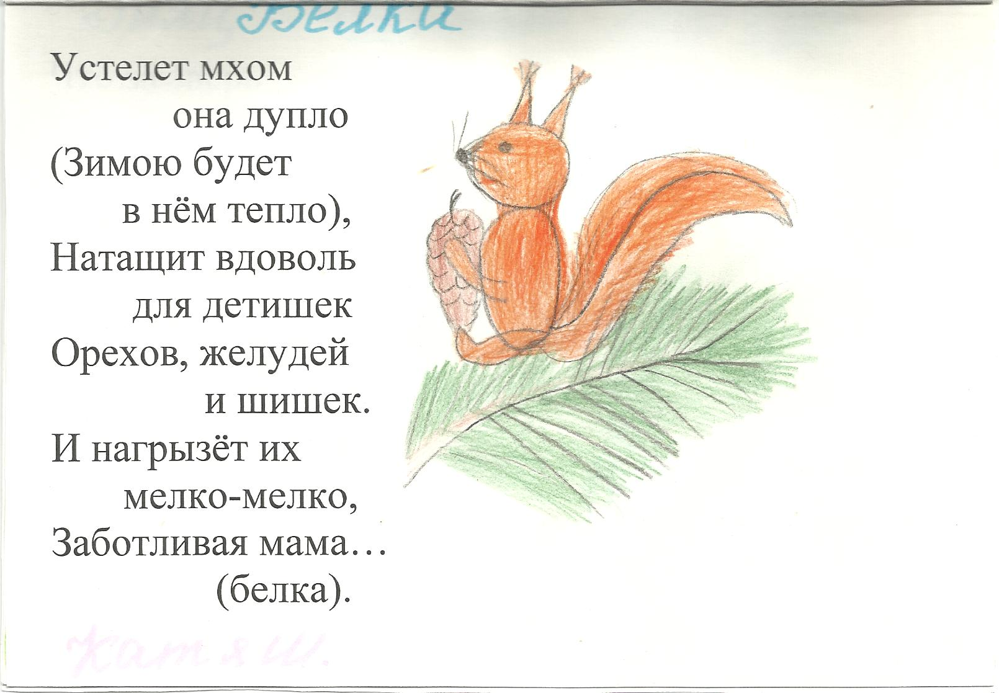 Белки
Устелет мхом
она дупло
(Зимою будет
в нём тепло),
Натащит вдоволь
для детишек
Орехов, желудей
и шишек.
И нагрызёт их
мелко-мелко,
Заботливая мама…
(белка).
Катя Ш.